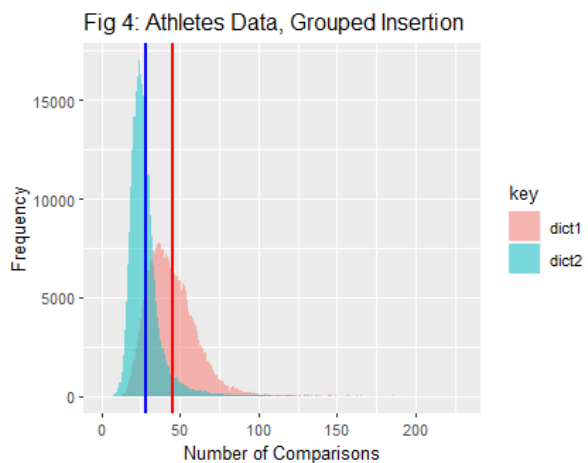 Fig 4: Athletes Data, Grouped Insertion
15000
10000
5000
0
Frequency
0 50 100 150 200
Number of Comparisons
key
dict1
dict2